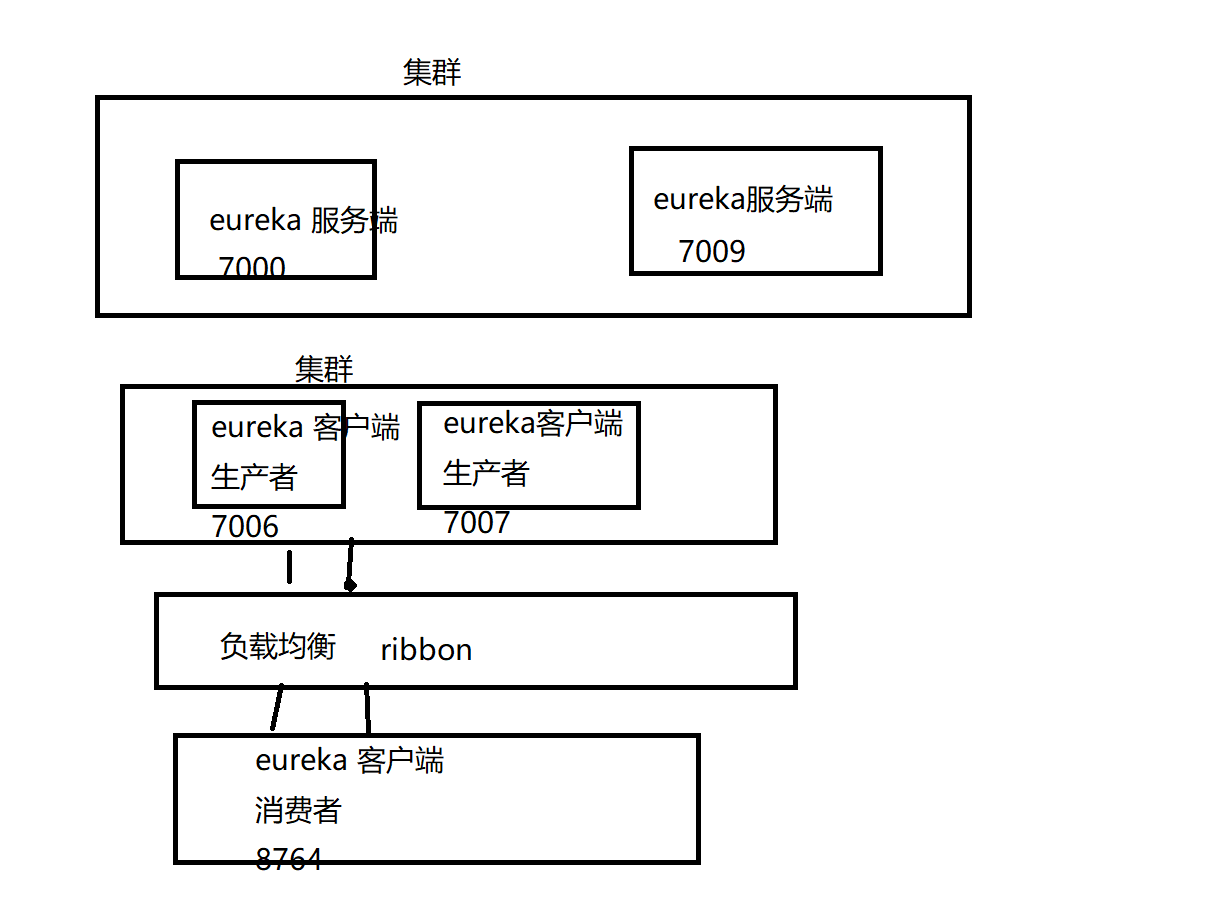 集群
eureka 服务端
7000
eureka服务端
7009
集群
eureka 客户端
生产者
7006
eureka客户端
生产者
7007
负载均衡 ribbon
eureka 客户端
消费者
8764